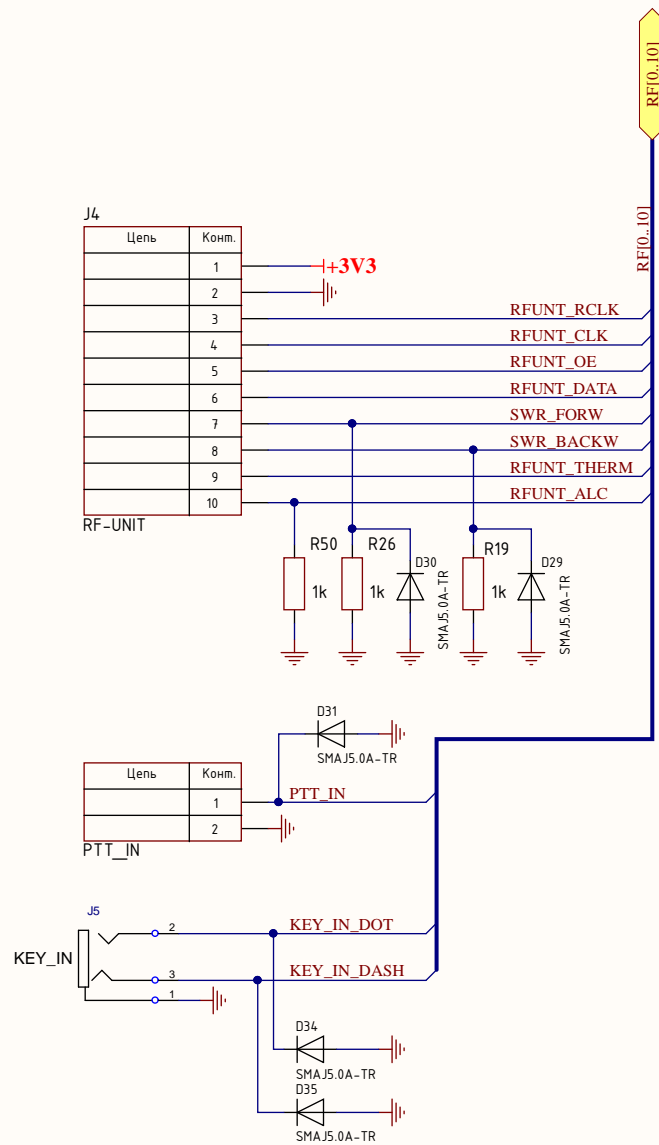 RF[0..10]
RF[0..10]
J4
Цепь Конт.
1 +3V3
2
3 RFUNT_RCLK
4 RFUNT_CLK
5 RFUNT_OE
6 RFUNT_DATA
7 SWR_FORW
8 SWR_BACKW
9 RFUNT_THERM
10 RFUNT_ALC
RF-UNIT
R50 R26 D30 R19 D29
1k 1k SMAJ5.0A-TR 1k SMAJ5.0A-TR
D31
SMAJ5.0A-TR
Цепь Конт.
1 PTT_IN
2
PTT_IN
J5
2 KEY_IN_DOT
KEY_IN
3 KEY_IN_DASH
1
D34
SMAJ5.0A-TR
D35
SMAJ5.0A-TR